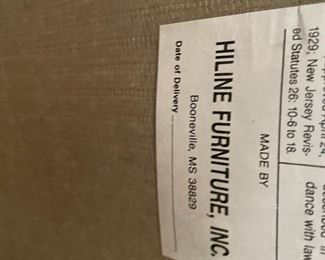 1929; New Jersey Revis-
ed Statutes 26: 10-6 to 18.
dance with law
MADE BY
HILINE FURNITURE, INC.
Booneville, MS 38829
Date of Delivery